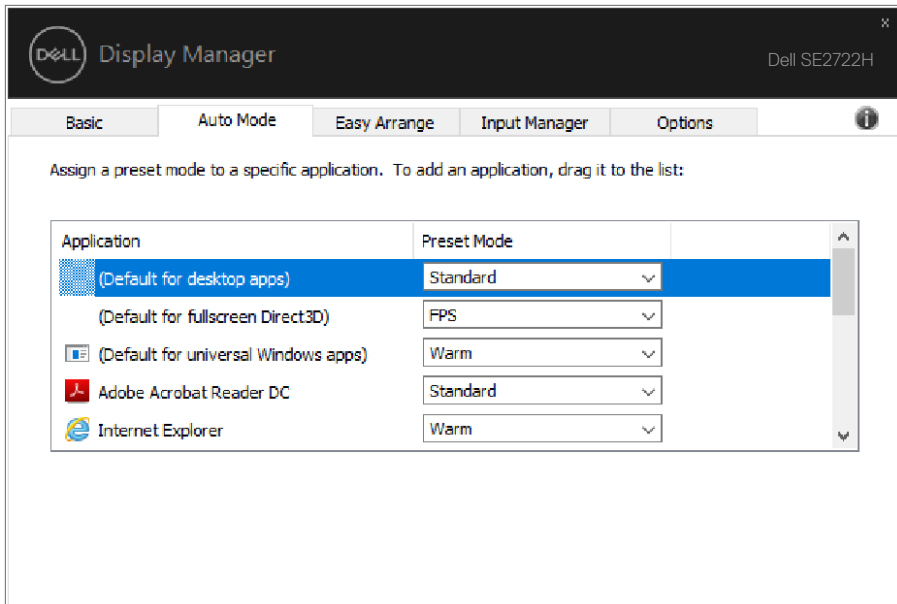 x
DELL Display Manager
Dell SE2722H
Basic Auto Mode Easy Arrange Input Manager Options
Assign a preset mode to a specific application. To add an application, drag it to the list:
Application Preset Mode
(Default for desktop apps) Standard
(Default for fullscreen Direct3D) FPS
(Default for universal Windows apps) Warm
Adobe Acrobat Reader DC Standard
Internet Explorer Warm